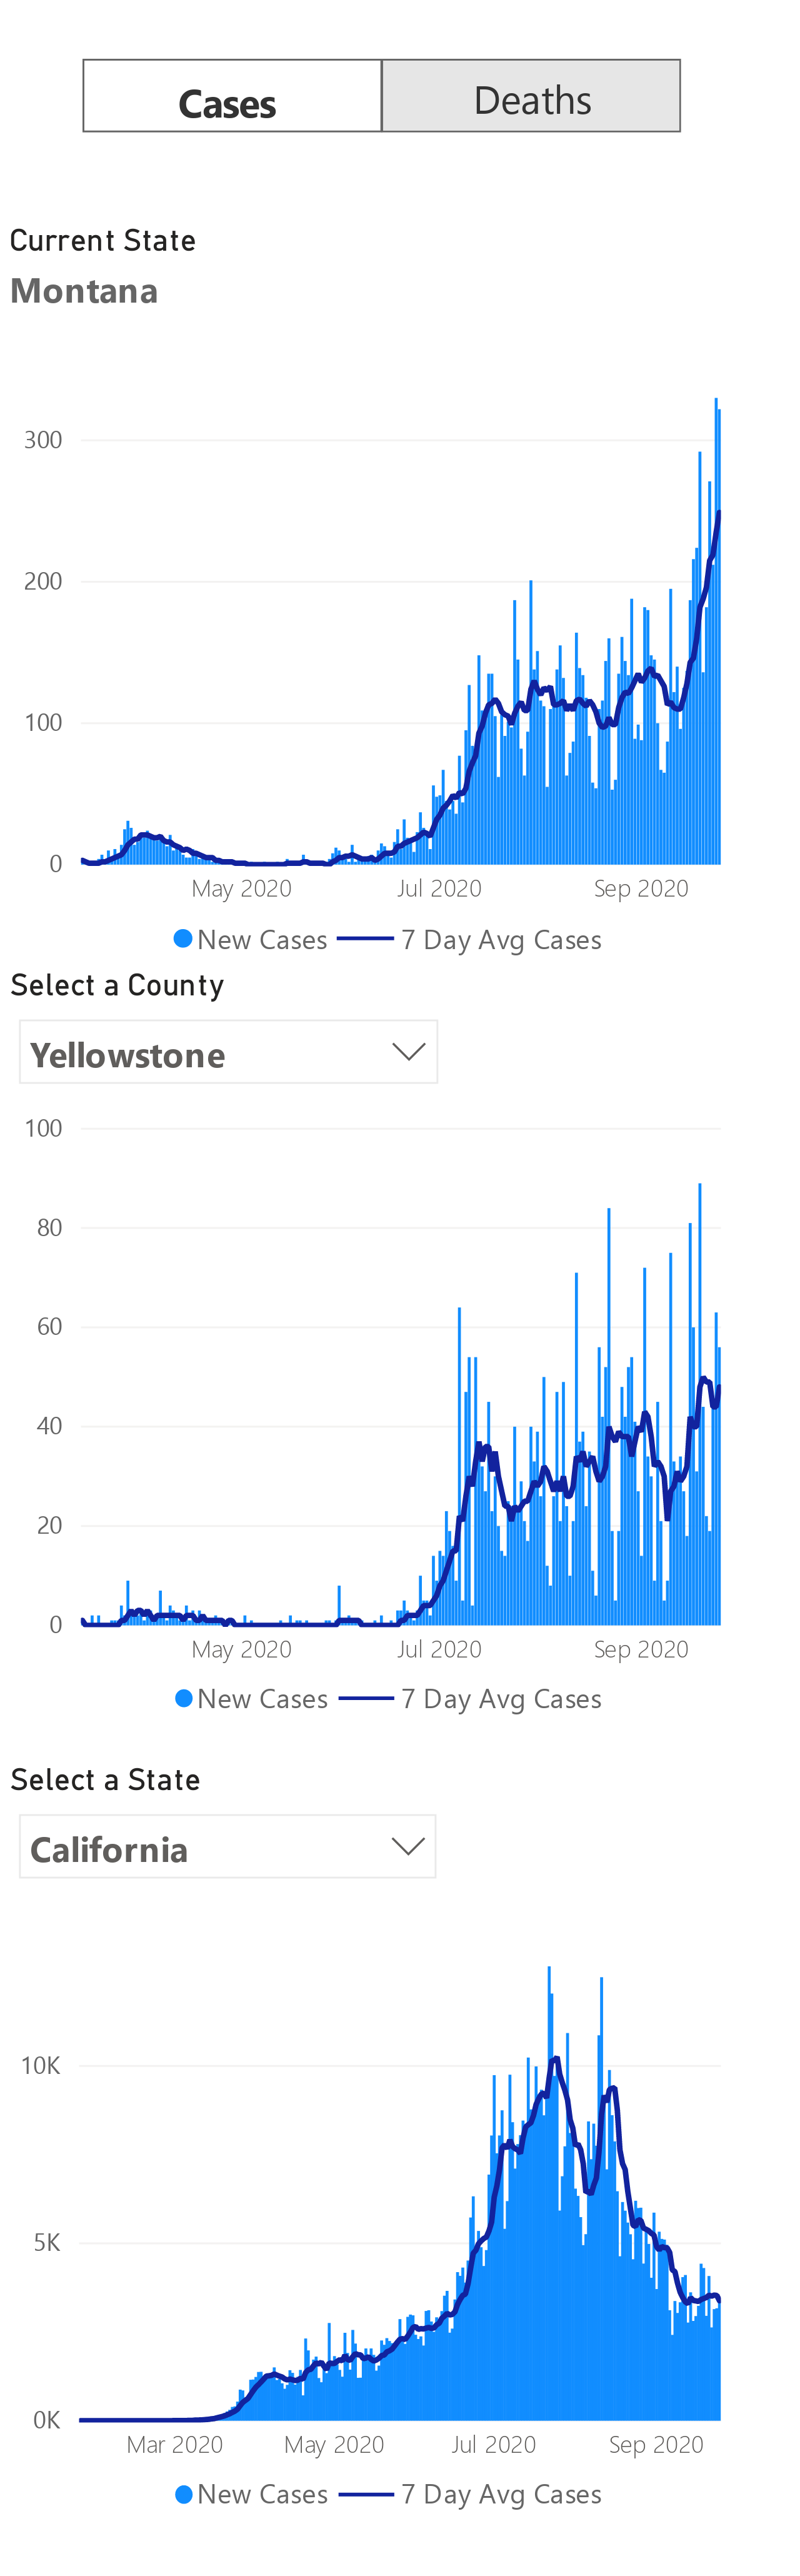 Cases Deaths
Current State
Montana
300
200
100
0
May 2020 Jul 2020 Sep 2020
New Cases 7 Day Avg Cases
Select a County
Yellowstone
100
80
60
40
20
0
May 2020 Jul 2020 Sep 2020
New Cases 7 Day Avg Cases
Select a State
California
10K
5K
0K
Mar 2020 May 2020 Jul 2020 Sep 2020
New Cases 7 Day Avg Cases